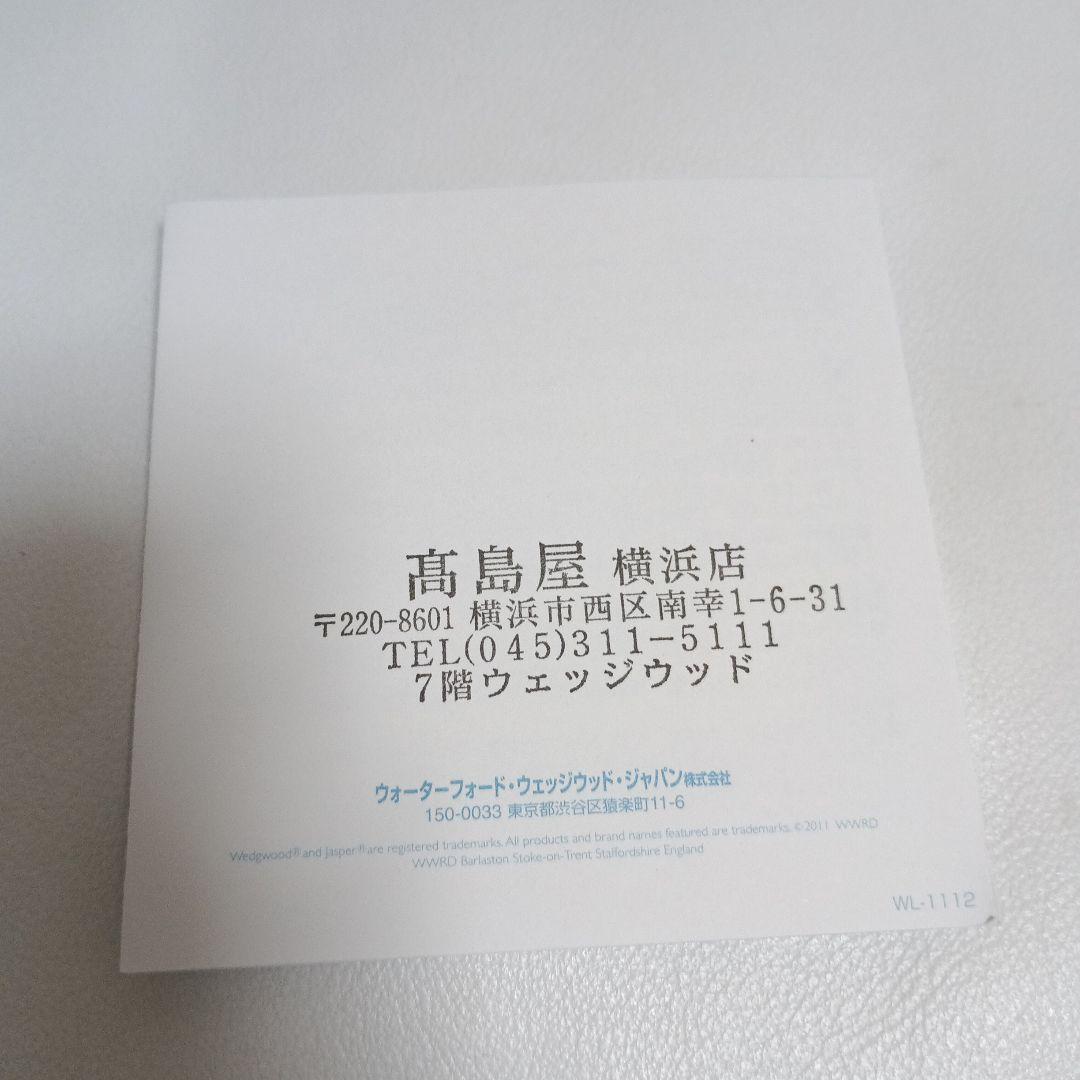 髙島屋 横浜店
〒220-8601 横浜市西区南幸1-6-31
TEL(045)311-5111
7階ウェッジウッド
ウォーターフォード・ウェッジウッド・ジャパン株式会社
150-0033 東京都渋谷区猿楽町11-6
Wedgwood® and Jasper® are registered trademarks. All products and brand names featured are trademarks. ©2011 WWRD
WWRD Barlaston Stoke-on-Trent Staffordshire England
WL-1112